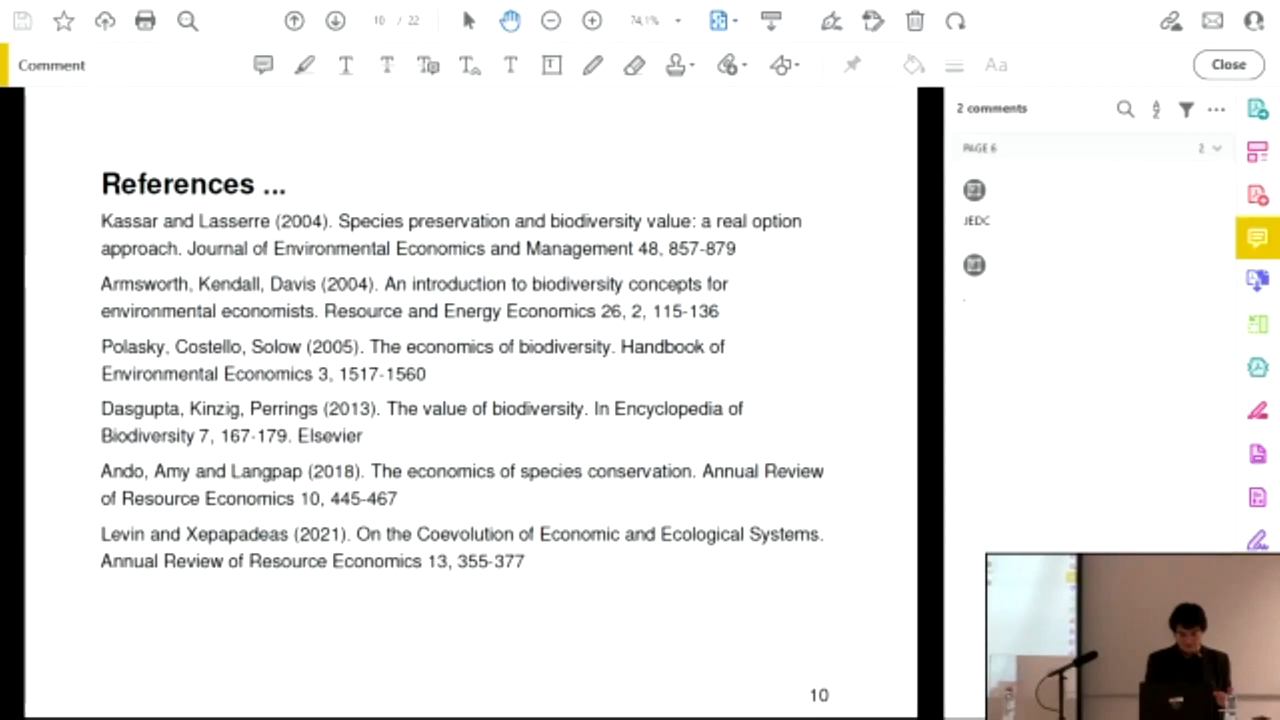 10 / 22
74,1%
Comment
Aa
Close
2 comments
PAGE 6
2
JEDC
References ...
Kassar and Lasserre (2004). Species preservation and biodiversity value: a real option
approach. Journal of Environmental Economics and Management 48, 857-879
Armsworth, Kendall, Davis (2004). An introduction to biodiversity concepts for
environmental economists. Resource and Energy Economics 26, 2, 115-136
Polasky, Costello, Solow (2005). The economics of biodiversity. Handbook of
Environmental Economics 3, 1517-1560
Dasgupta, Kinzig, Perrings (2013). The value of biodiversity. In Encyclopedia of
Biodiversity 7, 167-179. Elsevier
Ando, Amy and Langpap (2018). The economics of species conservation. Annual Review
of Resource Economics 10, 445-467
Levin and Xepapadeas (2021). On the Coevolution of Economic and Ecological Systems.
Annual Review of Resource Economics 13, 355-377
10